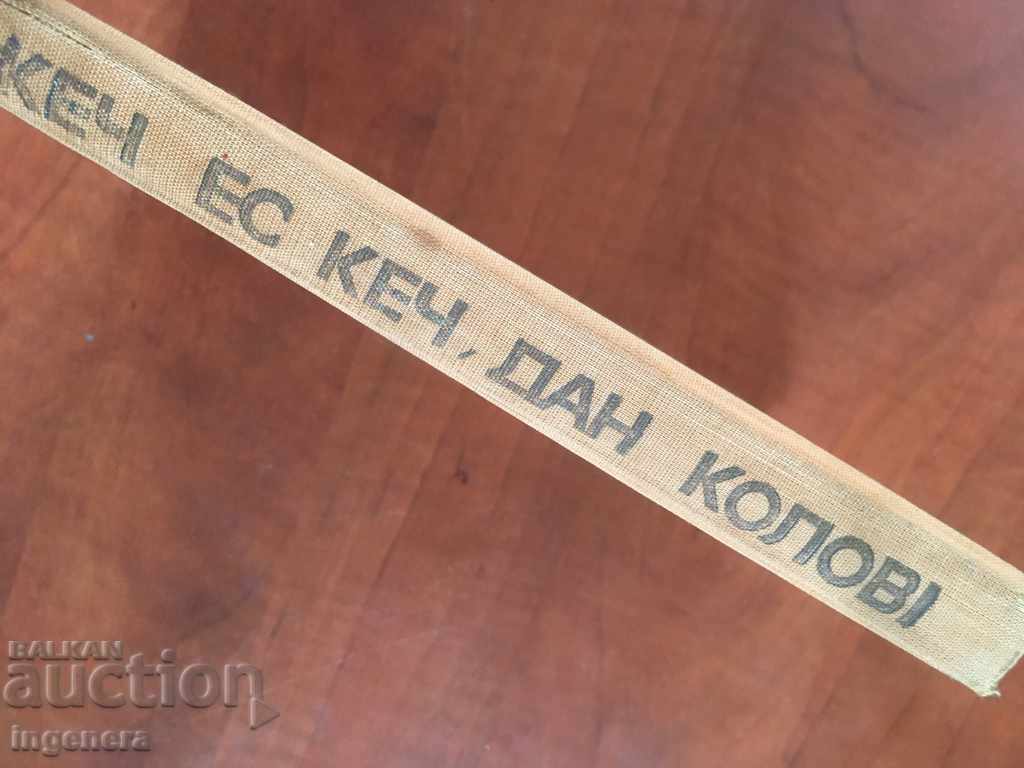 КЕЧ ЕС КЕЧ, ДАН КОЛОВІ
BALKAN
auction
ingenera